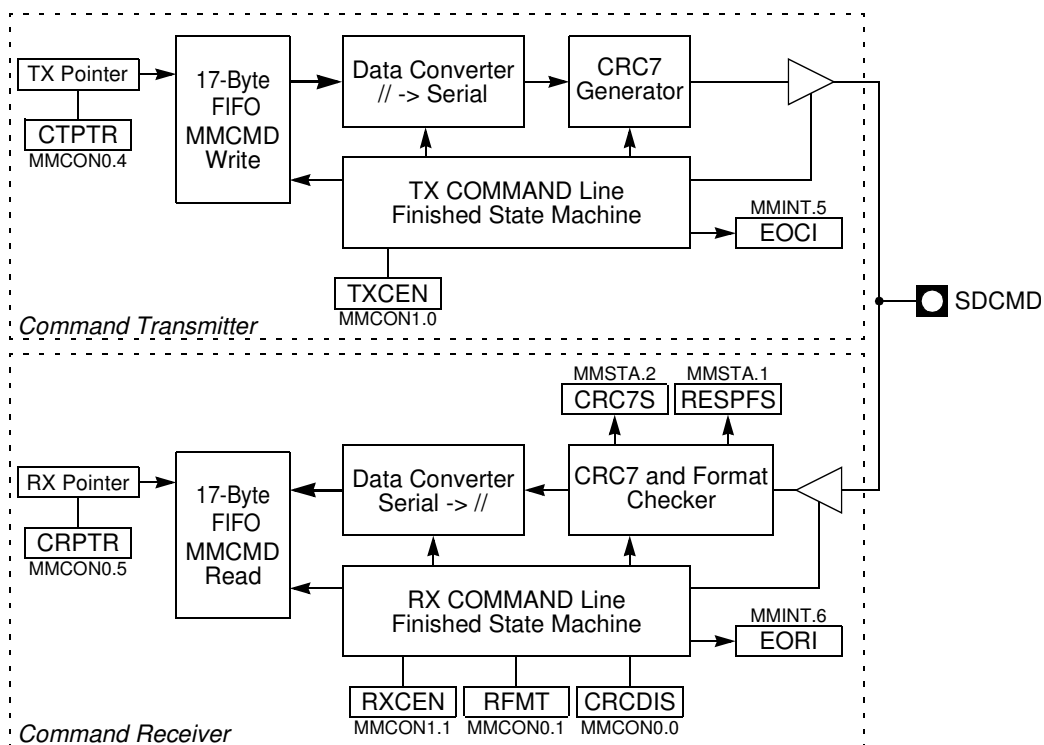 TX Pointer
CTPTR
MMCON0.4
17-Byte
FIFO
MMCMD
Write
Data Converter
// -> Serial
CRC7
Generator
TX COMMAND Line
Finished State Machine
MMINT.5
EOCI
TXCEN
MMCON1.0
Command Transmitter
SDCMD
MMSTA.2
CRC7S
MMSTA.1
RESPFS
RX Pointer
CRPTR
MMCON0.5
17-Byte
FIFO
MMCMD
Read
Data Converter
Serial -> //
CRC7 and Format
Checker
RX COMMAND Line
Finished State Machine
MMINT.6
EORI
RXCEN
MMCON1.1
RFMT
MMCON0.1
CRCDIS
MMCON0.0
Command Receiver